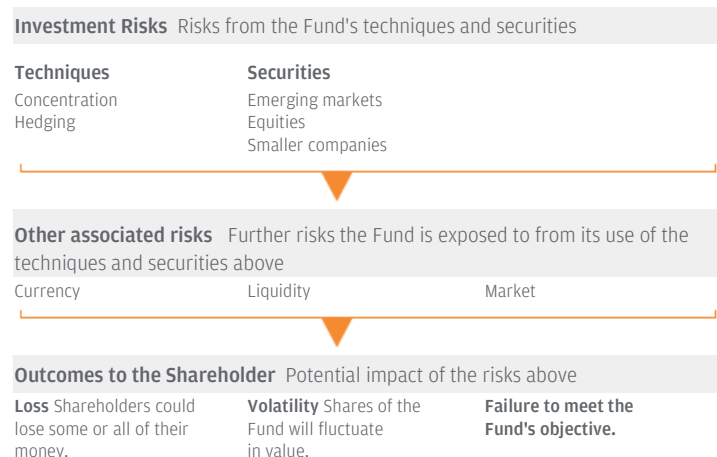 Investment Risks Risks from the Fund's techniques and securities
Techniques
Concentration
Hedging
Securities
Emerging markets
Equities
Smaller companies
Other associated risks Further risks the Fund is exposed to from its use of the
techniques and securities above
Currency
Liquidity
Market
Outcomes to the Shareholder Potential impact of the risks above
Loss Shareholders could
lose some or all of their
money.
Volatility Shares of the
Fund will fluctuate
in value.
Failure to meet the
Fund's objective.